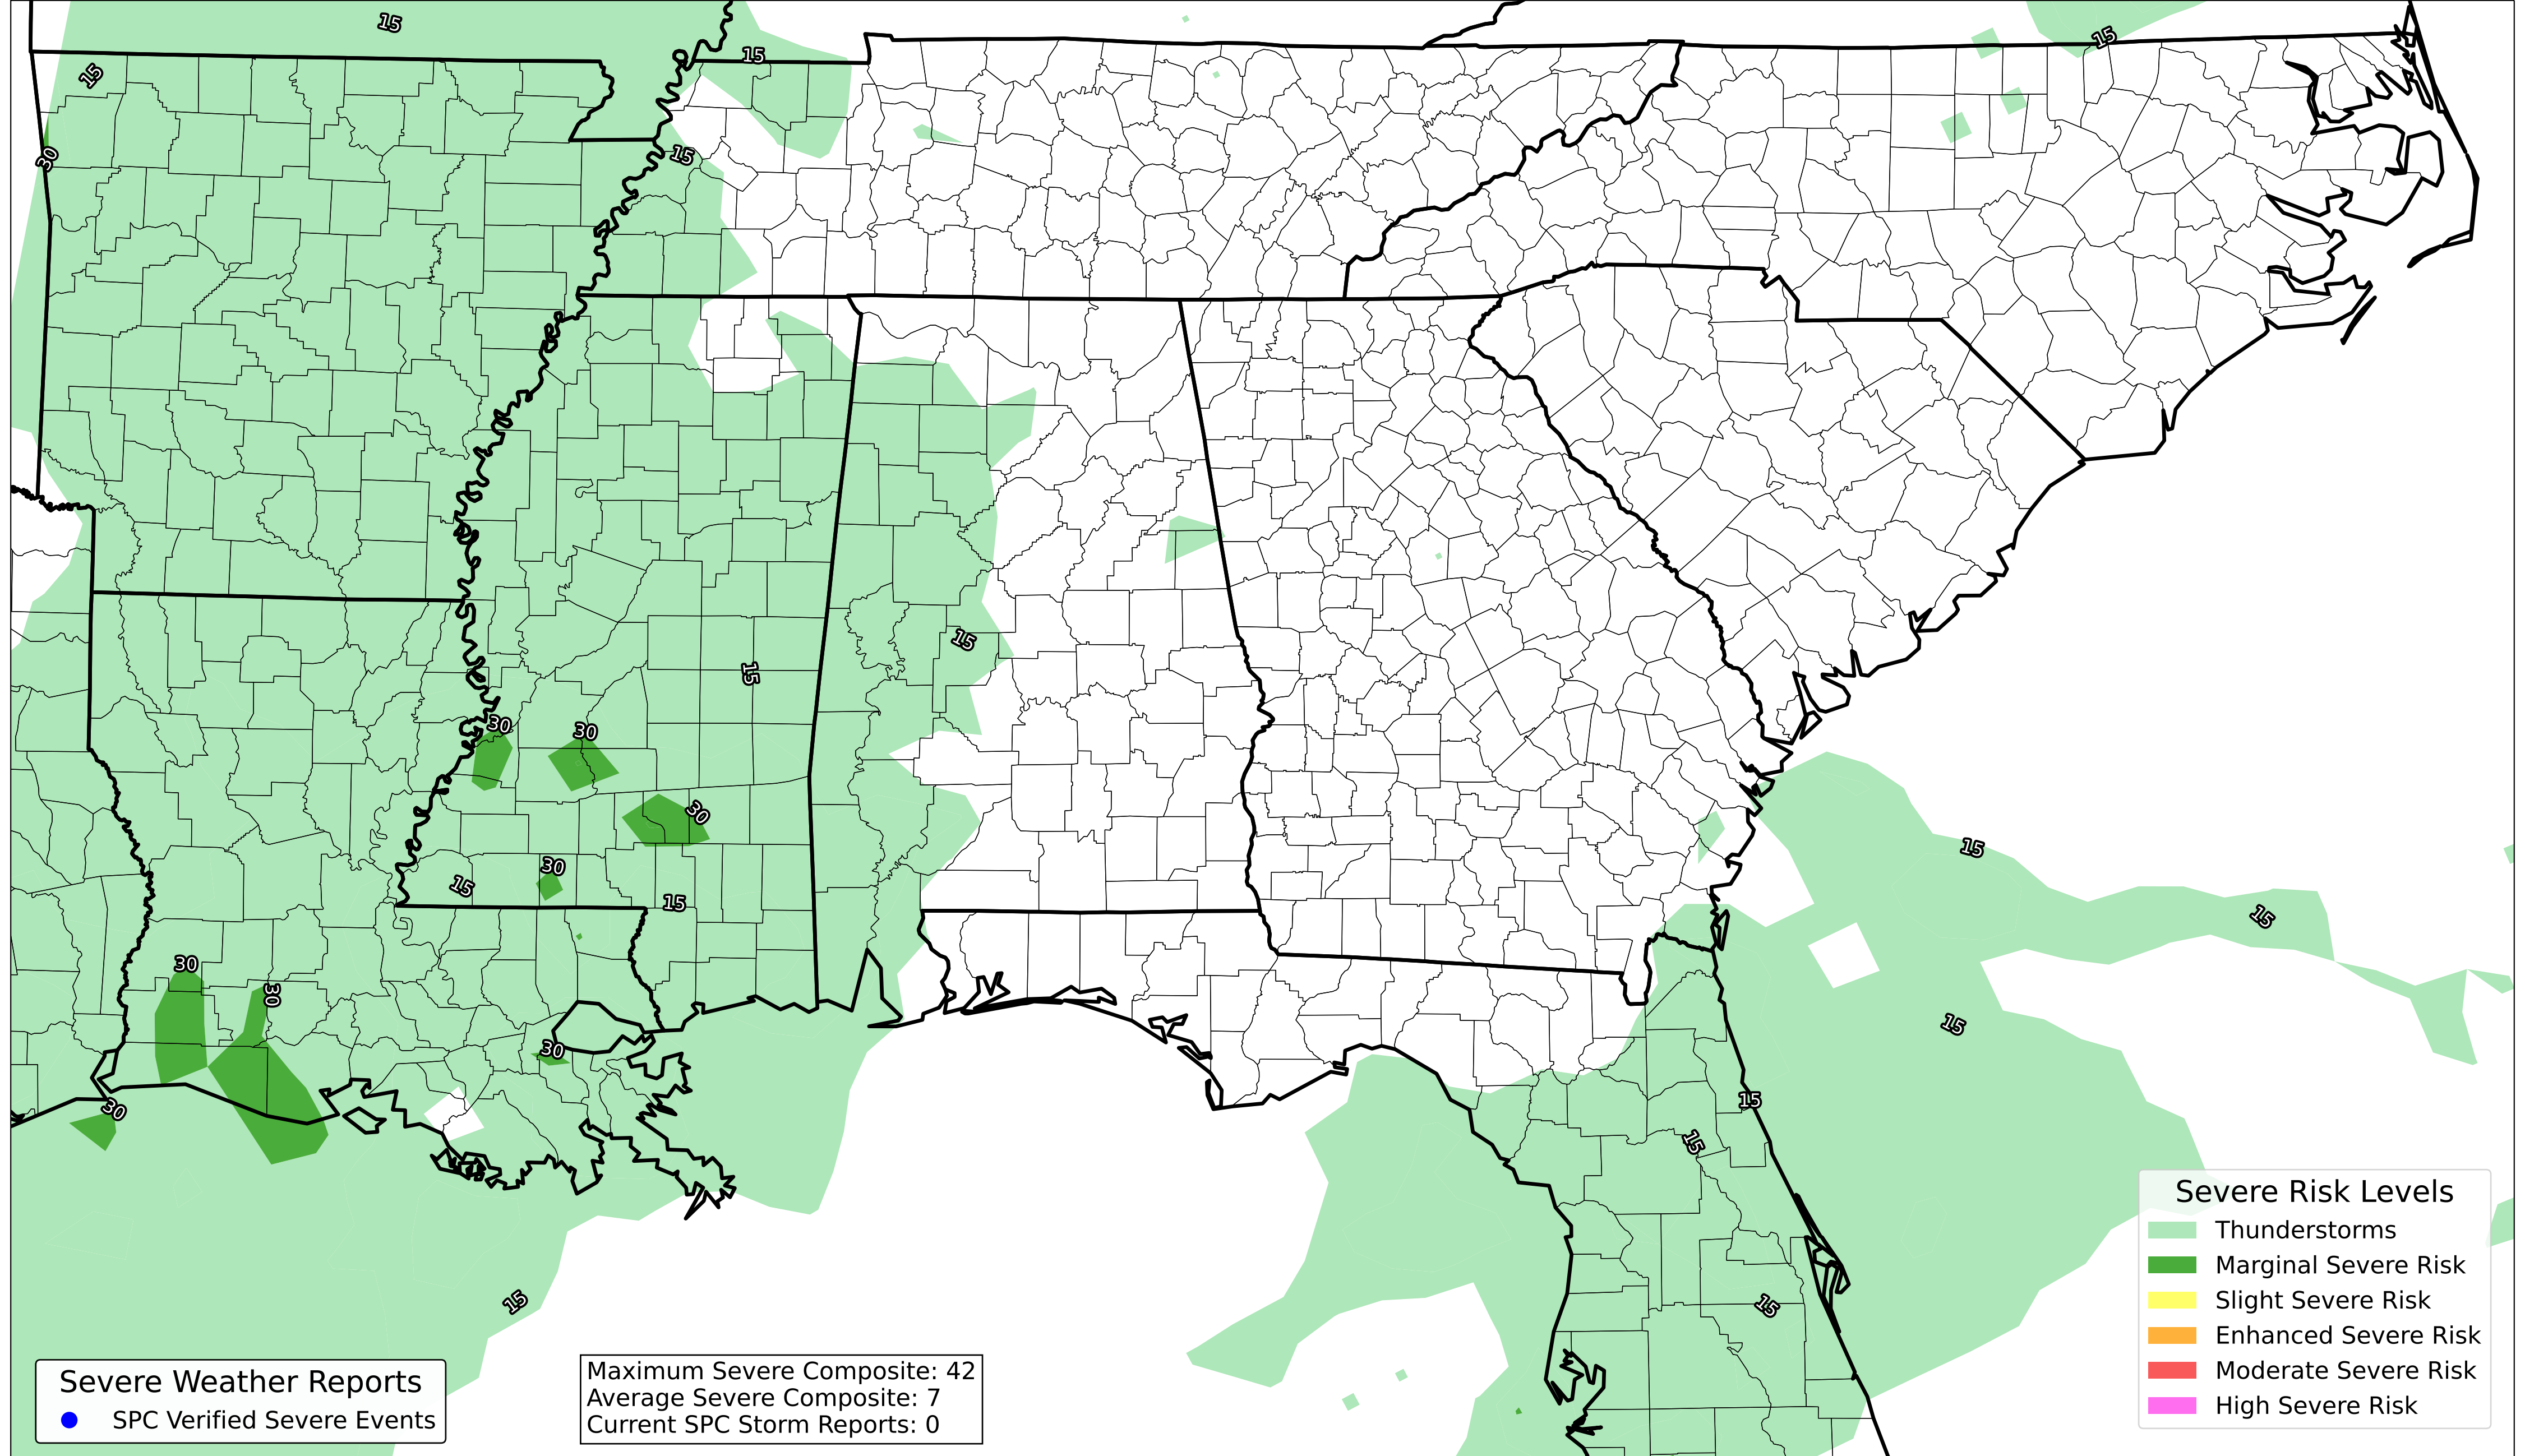 15
15
15
15
30
15
15
15
30
30
30
15
30
15
15
15
30
30
15
30
15
30
15
15
15
Severe Risk Levels
Thunderstorms
Marginal Severe Risk
Slight Severe Risk
Enhanced Severe Risk
Moderate Severe Risk
High Severe Risk
Severe Weather Reports
SPC Verified Severe Events
Maximum Severe Composite: 42
Average Severe Composite: 7
Current SPC Storm Reports: 0